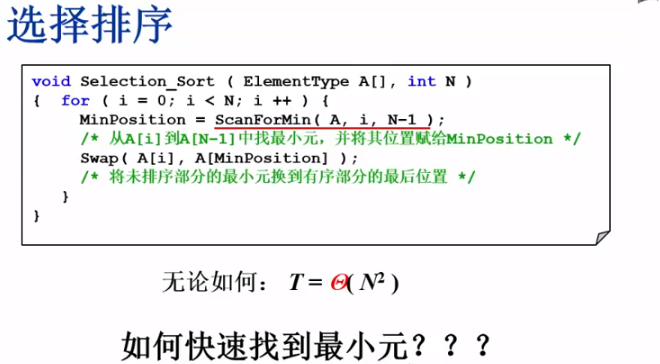 选择排序
void Selection_Sort ( ElementType A[], int N )
{ for ( i = 0; i < N; i ++ ) {
MinPosition = ScanForMin( A, i, N–1 );
/* 从A[i]到A[N–1]中找最小元，并将其位置赋给MinPosition */
Swap( A[i], A[MinPosition] );
/* 将未排序部分的最小元换到有序部分的最后位置 */
}
}
无论如何： T = Θ( N² )
如何快速找到最小元？？？